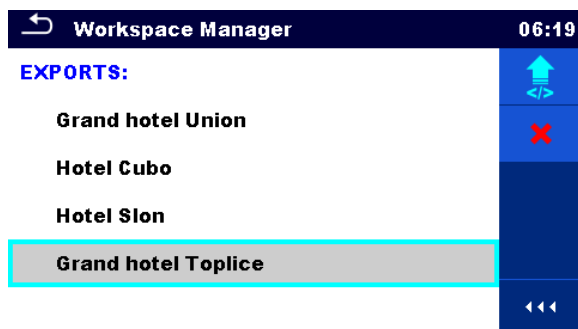 Workspace Manager 06:19
EXPORTS:
</>
Grand hotel Union
Hotel Cubo
Hotel Slon
Grand hotel Toplice